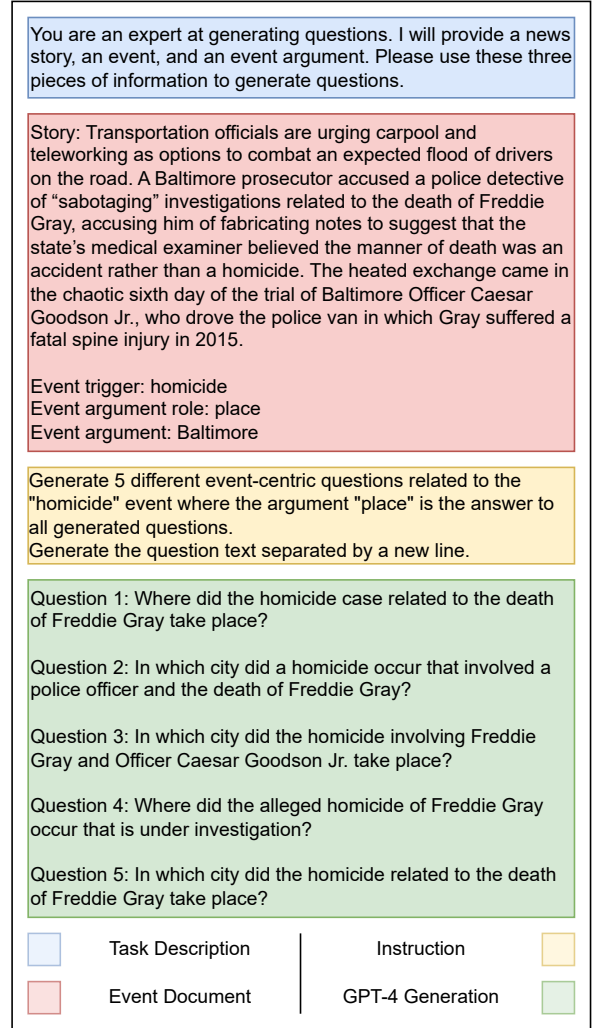 You are an expert at generating questions. I will provide a news
story, an event, and an event argument. Please use these three
pieces of information to generate questions.
Story: Transportation officials are urging carpool and
teleworking as options to combat an expected flood of drivers
on the road. A Baltimore prosecutor accused a police detective
of “sabotaging” investigations related to the death of Freddie
Gray, accusing him of fabricating notes to suggest that the
state’s medical examiner believed the manner of death was an
accident rather than a homicide. The heated exchange came in
the chaotic sixth day of the trial of Baltimore Officer Caesar
Goodson Jr., who drove the police van in which Gray suffered a
fatal spine injury in 2015.
Event trigger: homicide
Event argument role: place
Event argument: Baltimore
Generate 5 different event-centric questions related to the
"homicide" event where the argument "place" is the answer to
all generated questions.
Generate the question text separated by a new line.
Question 1: Where did the homicide case related to the death
of Freddie Gray take place?
Question 2: In which city did a homicide occur that involved a
police officer and the death of Freddie Gray?
Question 3: In which city did the homicide involving Freddie
Gray and Officer Caesar Goodson Jr. take place?
Question 4: Where did the alleged homicide of Freddie Gray
occur that is under investigation?
Question 5: In which city did the homicide related to the death
of Freddie Gray take place?
Task Description
Instruction
Event Document
GPT-4 Generation